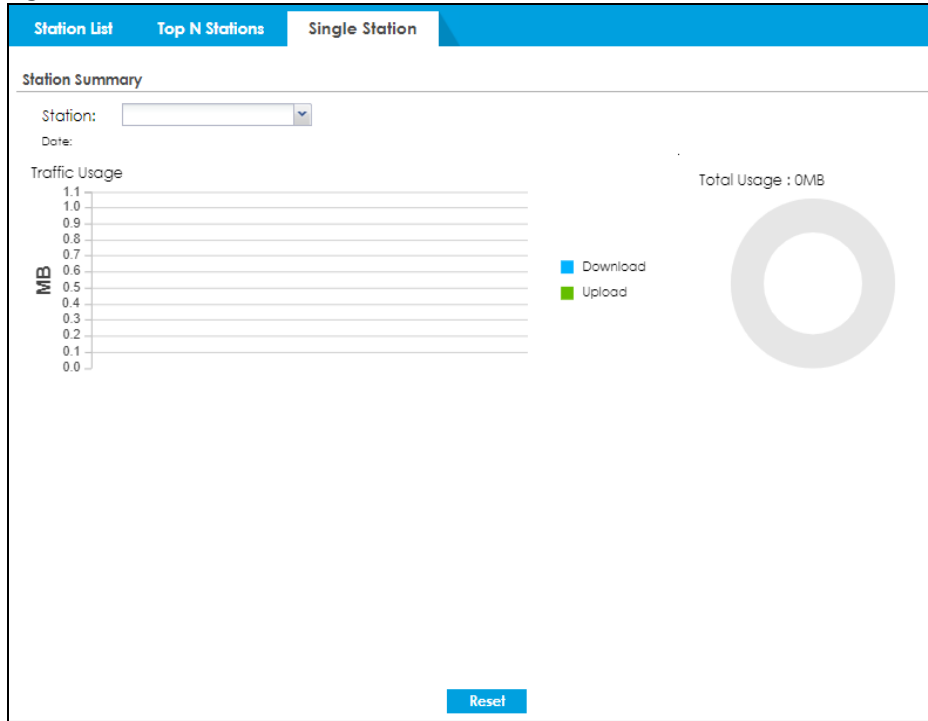 Station List Top N Stations Single Station
Station Summary
Station:
Date:
Traffic Usage
Total Usage : 0MB
1.1
1.0
0.9
0.8
0.7
0.6
0.5
0.4
0.3
0.2
0.1
0.0
MB
Download
Upload
Reset